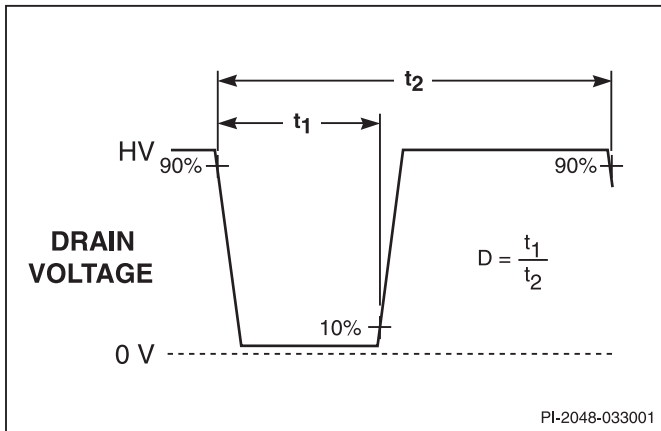 t2
t1
HV
90%
90%
DRAIN
VOLTAGE
D = t1
t2
10%
0 V
PI-2048-033001